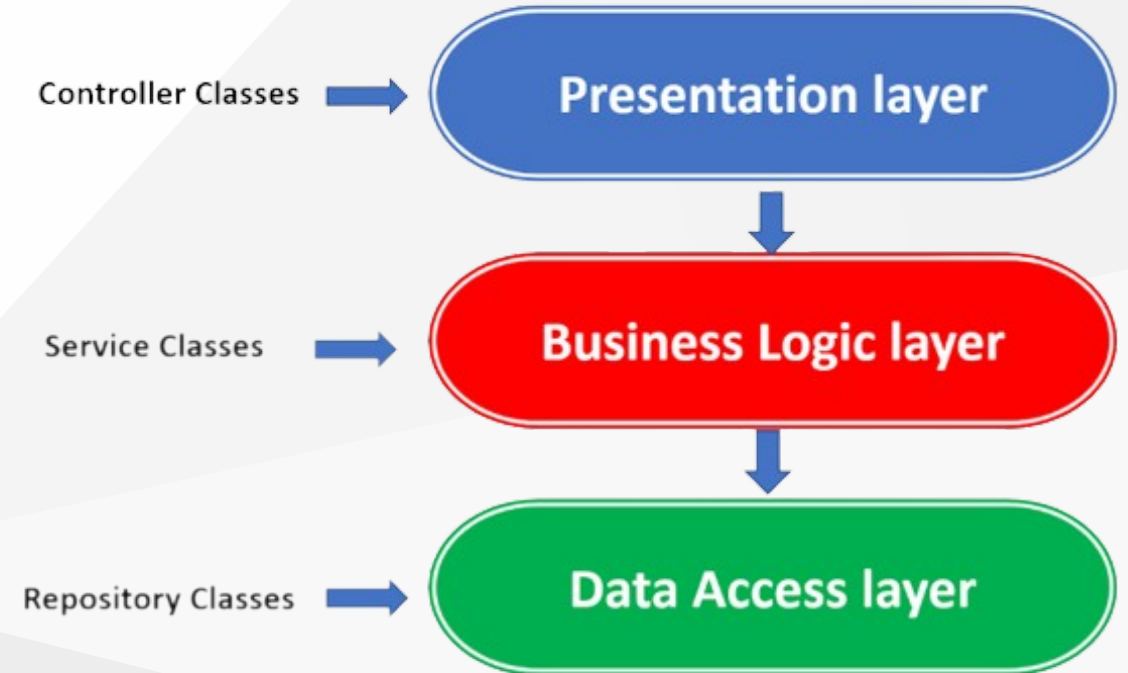 Controller Classes
Presentation layer
Service Classes
Business Logic layer
Repository Classes
Data Access layer